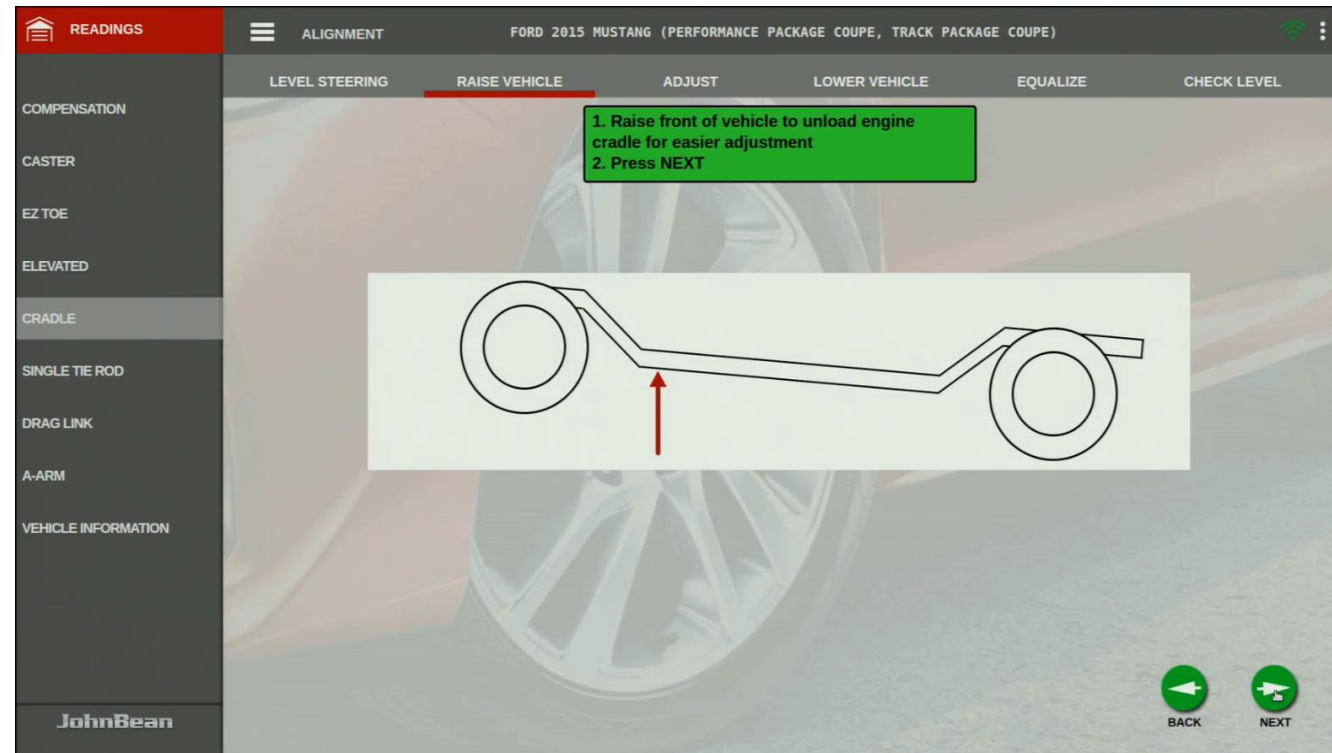 READINGS
ALIGNMENT
FORD 2015 MUSTANG (PERFORMANCE PACKAGE COUPE, TRACK PACKAGE COUPE)
LEVEL STEERING
RAISE VEHICLE
ADJUST
LOWER VEHICLE
EQUALIZE
CHECK LEVEL
COMPENSATION
CASTER
EZ TOE
ELEVATED
CRADLE
SINGLE TIE ROD
DRAG LINK
A-ARM
VEHICLE INFORMATION
1. Raise front of vehicle to unload engine
cradle for easier adjustment
2. Press NEXT
JohnBean
BACK
NEXT